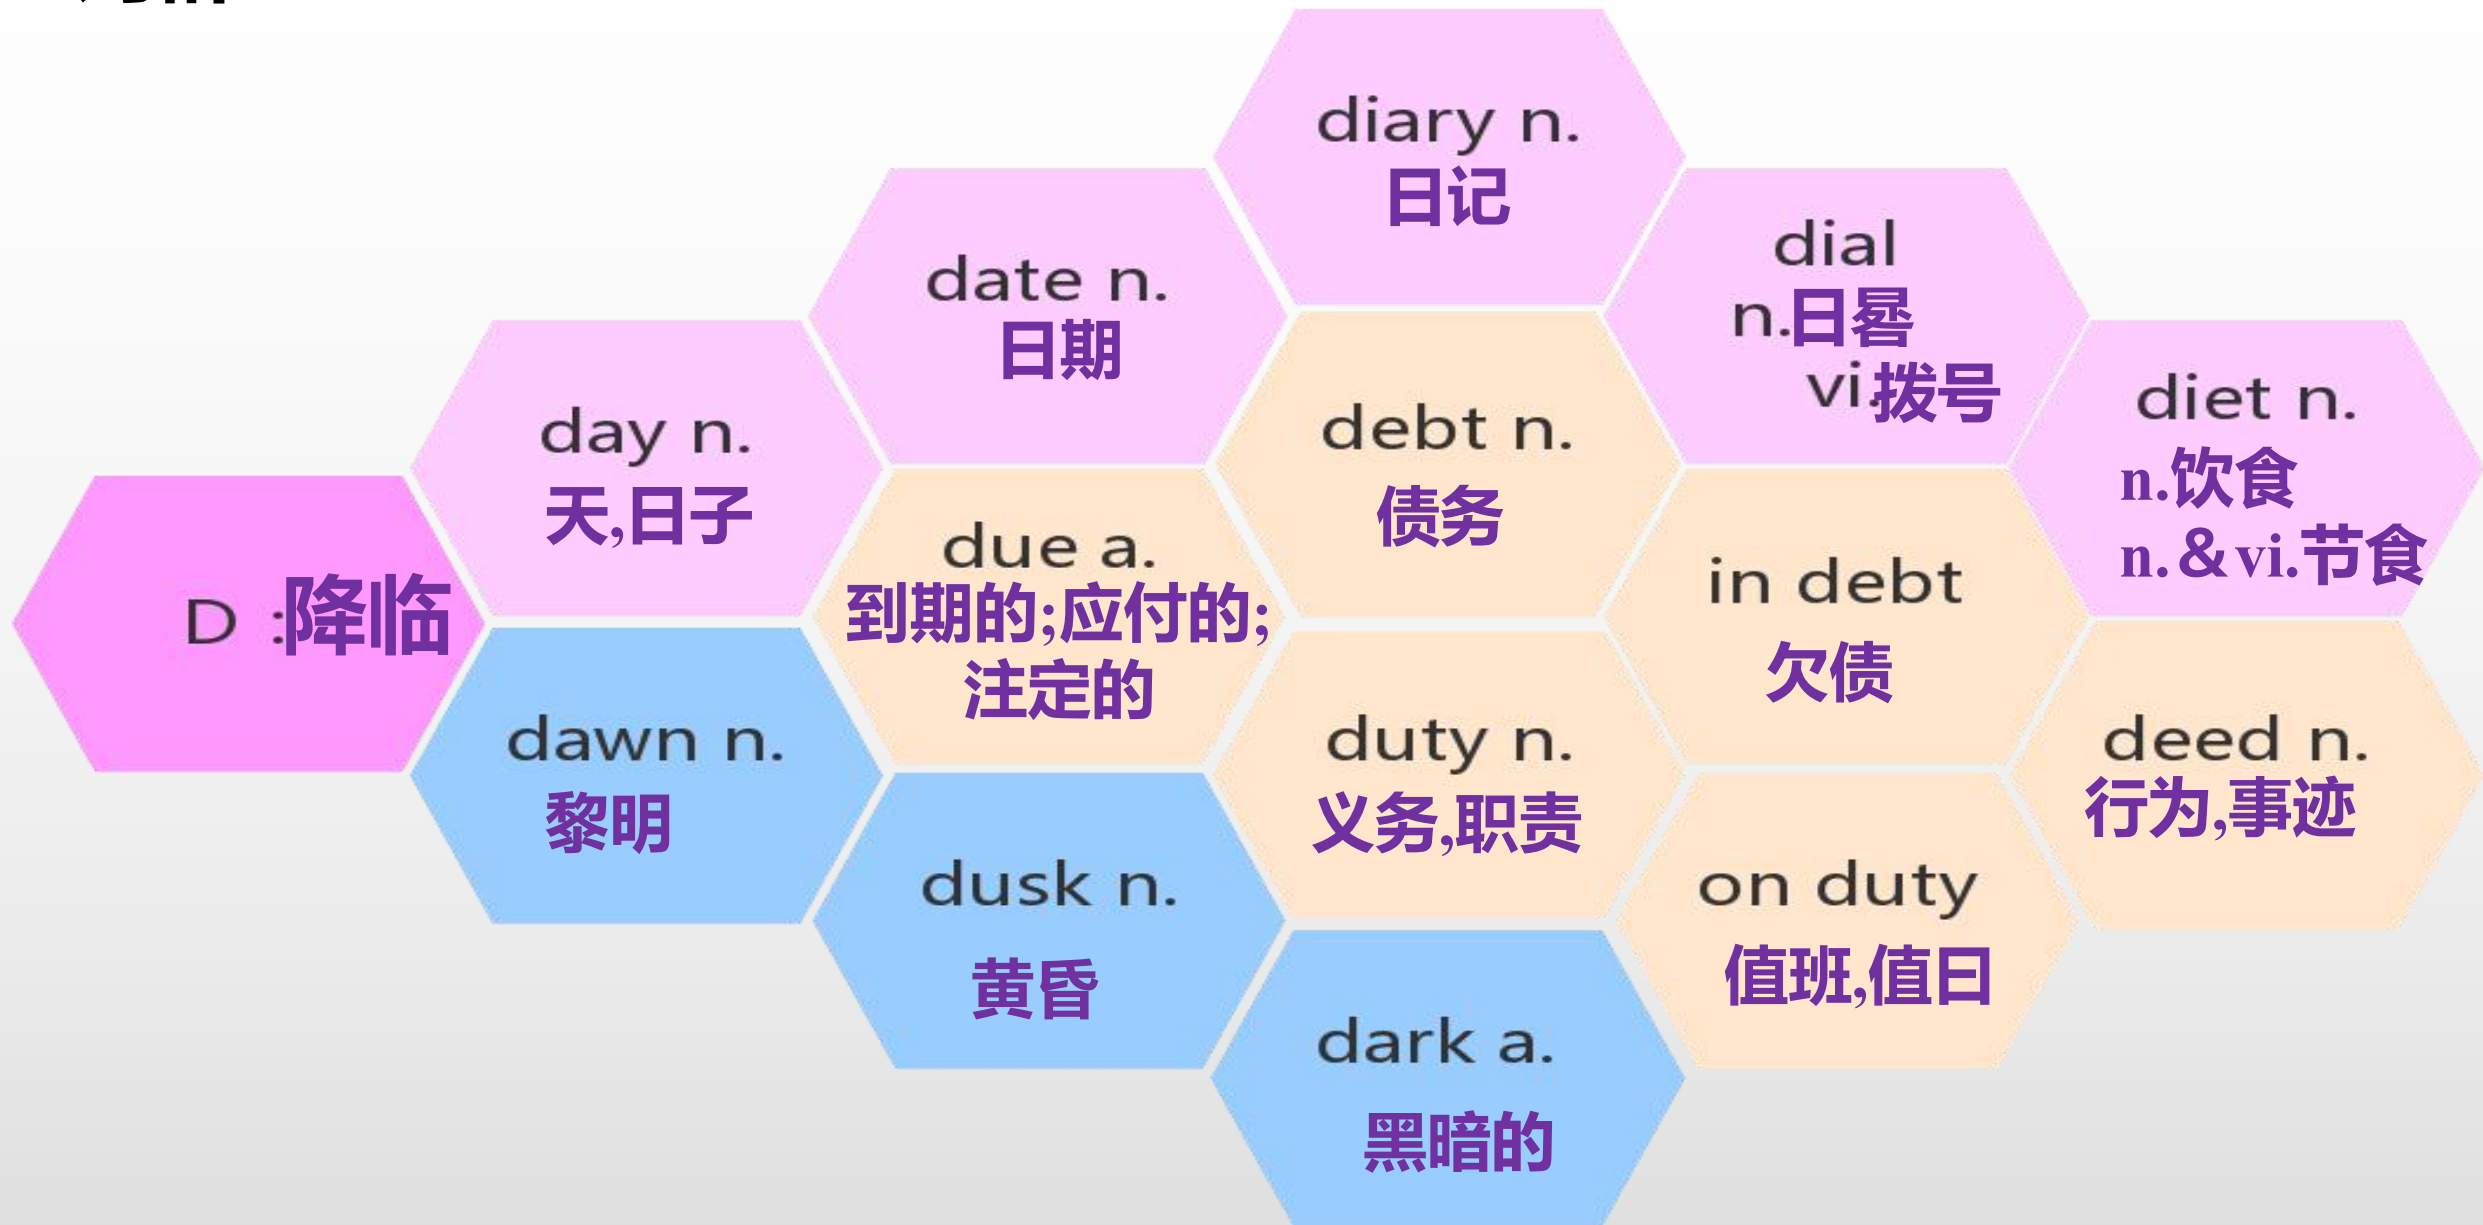 D :降临
day n.
天,日子
date n.
日期
diary n.
日记
dial
n.日晷
vi.拨号
diet n.
n.饮食
n.&vi.节食
due a.
到期的;应付的;
注定的
debt n.
债务
in debt
欠债
duty n.
义务,职责
on duty
值班,值日
deed n.
行为,事迹
dawn n.
黎明
dusk n.
黄昏
dark a.
黑暗的